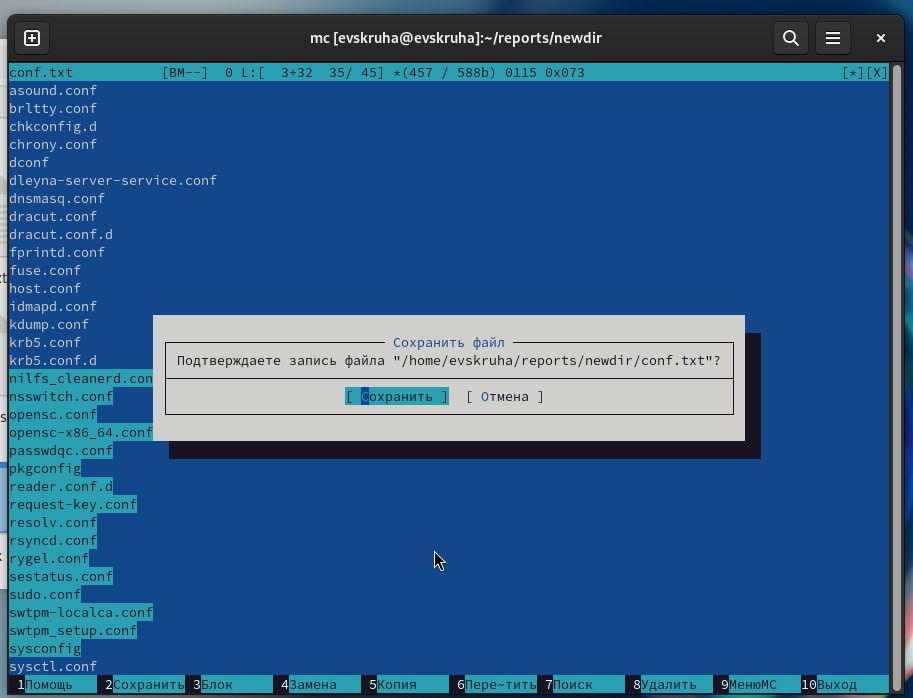 mc [evskruha@evskruha]:~/reports/newdir
conf.txt [BM--] 0 L:[ 3+32 35/ 45] *(457 / 588b) 0115 0x073 [*][X]
asound.conf
brltty.conf
chkconfig.d
chrony.conf
dconf
dleyna-server-service.conf
dnsmasq.conf
dracut.conf
dracut.conf.d
fprintd.conf
fuse.conf
host.conf
idmapd.conf
kdump.conf
krb5.conf
krb5.conf.d
Сохранить файл
Подтверждаете запись файла "/home/evskruha/reports/newdir/conf.txt"?
[ Сохранить ] [ Отмена ]
nilfs_cleanerd.con
nsswitch.conf
opensc.conf
opensc-x86_64.conf
passwdqc.conf
pkgconfig
reader.conf.d
request-key.conf
resolv.conf
rsyncd.conf
rygel.conf
sestatus.conf
sudo.conf
swtpm-localca.conf
swtpm_setup.conf
sysconfig
sysctl.conf
1Помощь 2Сохранить 3Блок 4Замена 5Копия 6Пере~тить 7Поиск 8Удалить 9МенюMC 10Выход